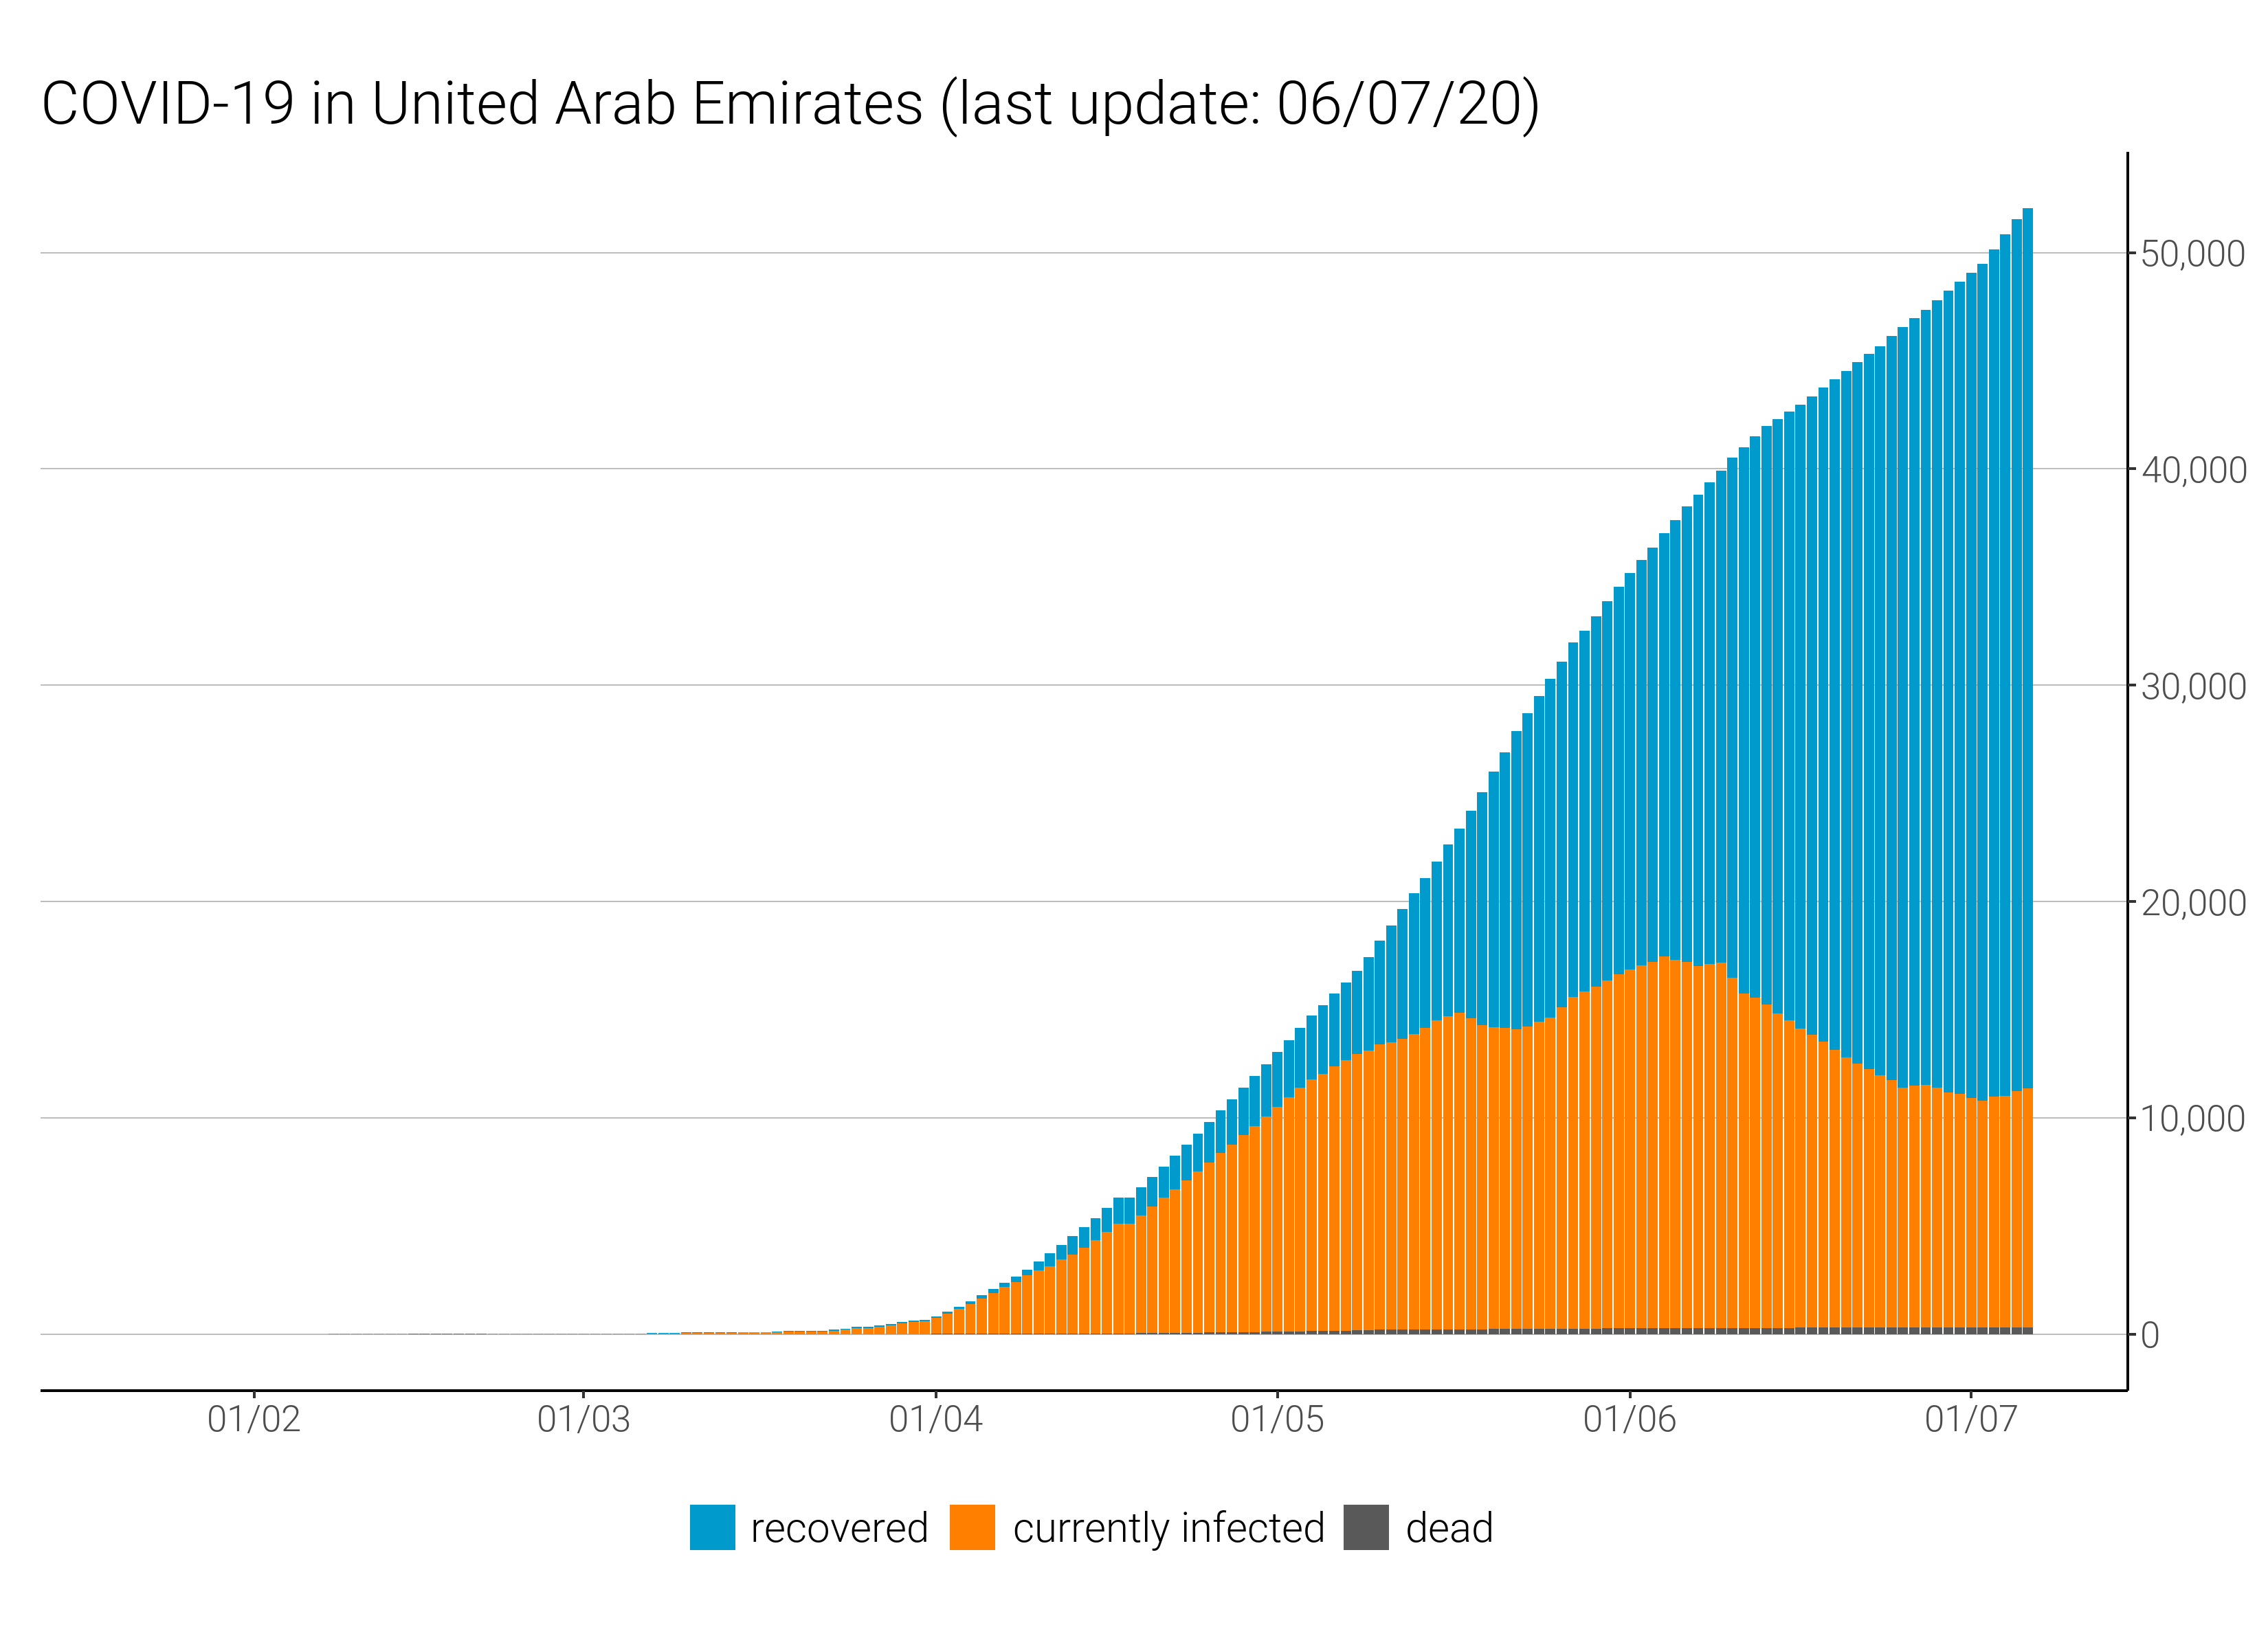 COVID-19 in United Arab Emirates (last update: 06/07/20)
50,000
40,000
30,000
20,000
10,000
0
01/02 01/03 01/04 01/05 01/06 01/07
recovered currently infected dead